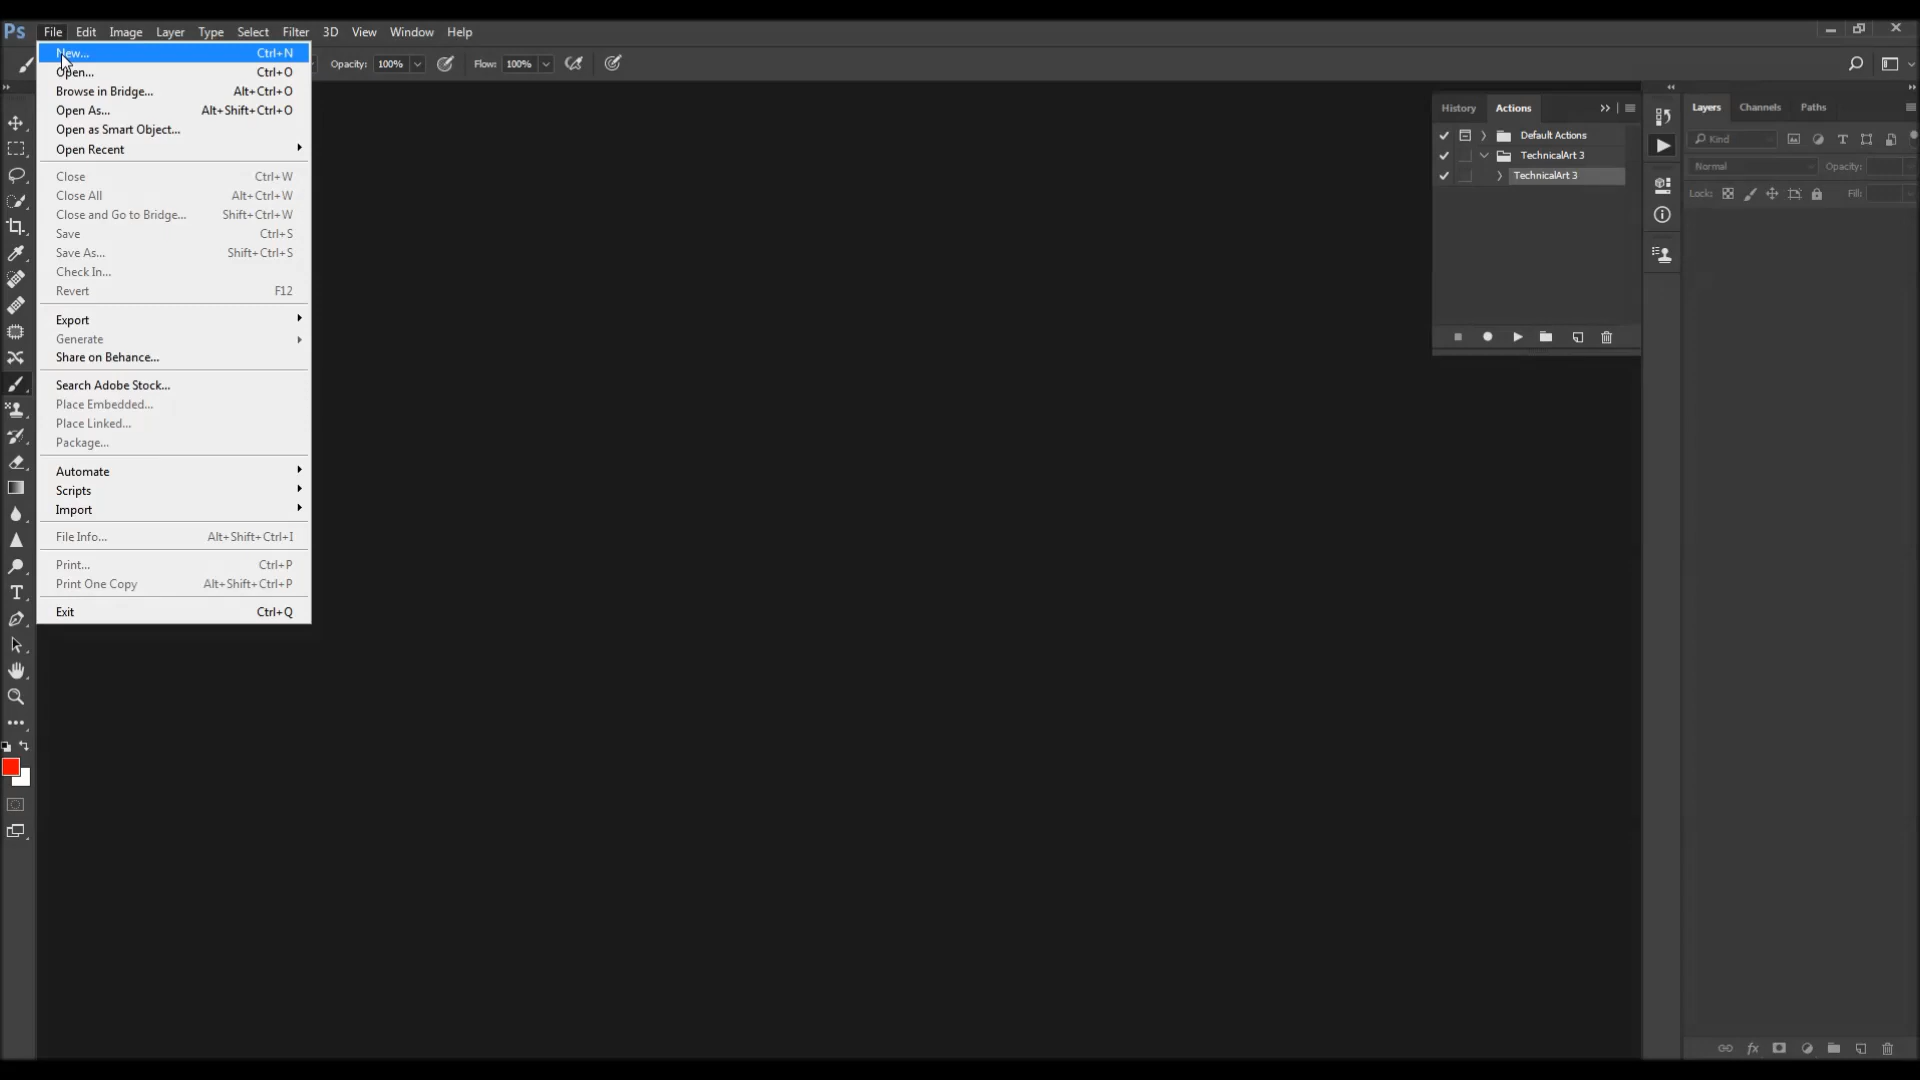 Ps File Edit Image Layer Type Select Filter 3D View Window Help
Opacity: 100% Flow: 100%
New... Ctrl+N
Open... Ctrl+O
Browse in Bridge... Alt+Ctrl+O
Open As... Alt+Shift+Ctrl+O
Open as Smart Object...
Open Recent
Close Ctrl+W
Close All Alt+Ctrl+W
Close and Go to Bridge... Shift+Ctrl+W
Save Ctrl+S
Save As... Shift+Ctrl+S
Check In...
Revert F12
Export
Generate
Share on Behance...
Search Adobe Stock...
Place Embedded...
Place Linked...
Package...
Automate
Scripts
Import
File Info... Alt+Shift+Ctrl+I
Print... Ctrl+P
Print One Copy Alt+Shift+Ctrl+P
Exit Ctrl+Q
History Actions
Default Actions
TechnicalArt 3
TechnicalArt 3
Layers Channels Paths
Kind
Normal Opacity:
Lock: Fill: